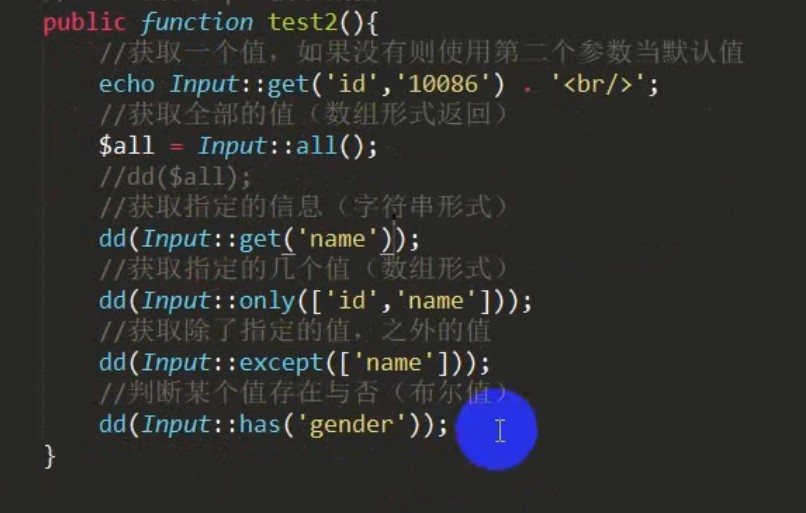 public function test2(){
//获取一个值，如果没有则使用第二个参数当默认值
echo Input::get('id','10086') . '<br/>';
//获取全部的值（数组形式返回）
$all = Input::all();
//dd($all);
//获取指定的信息（字符串形式）
dd(Input::get('name'));
//获取指定的几个值（数组形式）
dd(Input::only(['id','name']));
//获取除了指定的值，之外的值
dd(Input::except(['name']));
//判断某个值存在与否（布尔值）
dd(Input::has('gender'));
}